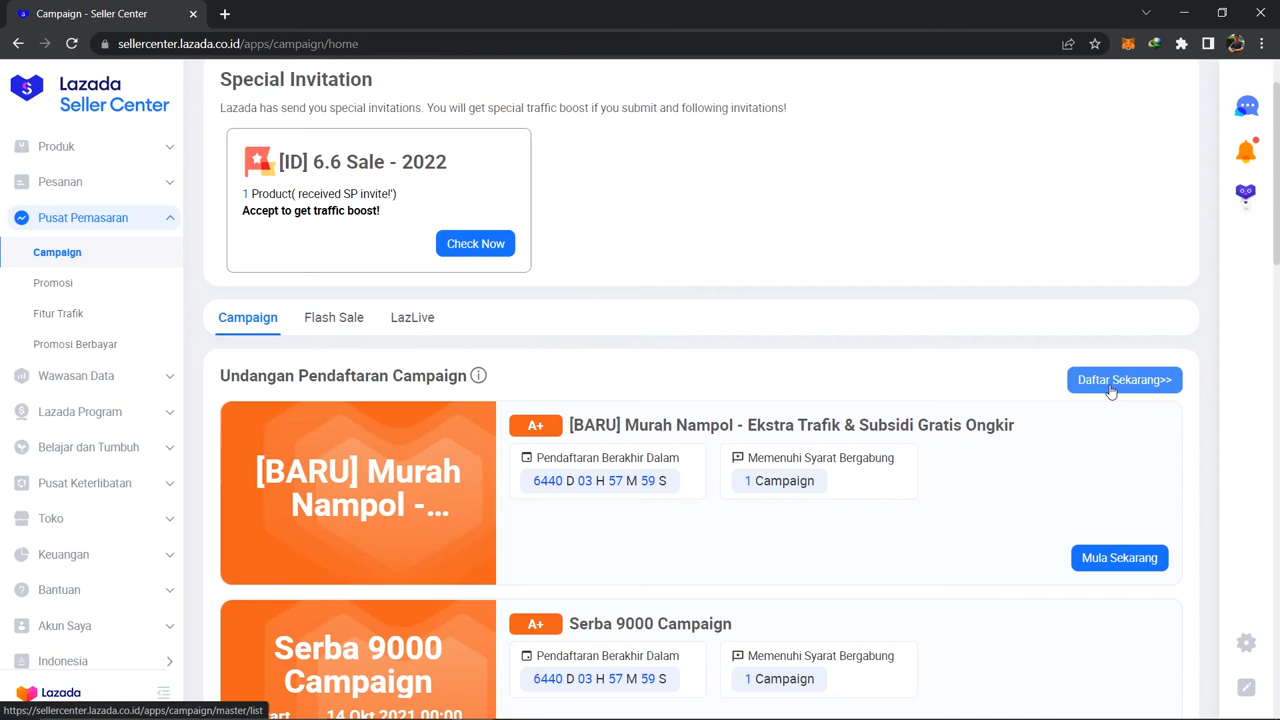 Campaign - Seller Center
sellercenter.lazada.co.id/apps/campaign/home
Lazada
Seller Center
Produk
Pesanan
Pusat Pemasaran
Campaign
Promosi
Fitur Trafik
Promosi Berbayar
Wawasan Data
Lazada Program
Belajar dan Tumbuh
Pusat Keterlibatan
Toko
Keuangan
Bantuan
Akun Saya
Indonesia
Lazada
https://sellercenter.lazada.co.id/apps/campaign/master/list
Special Invitation
Lazada has send you special invitations. You will get special traffic boost if you submit and following invitations!
[ID] 6.6 Sale - 2022
1 Product( received SP invite!')
Accept to get traffic boost!
Check Now
Campaign Flash Sale LazLive
Undangan Pendaftaran Campaign
Daftar Sekarang>>
[BARU] Murah
Nampol -...
A+ [BARU] Murah Nampol - Ekstra Trafik & Subsidi Gratis Ongkir
Pendaftaran Berakhir Dalam
6440 D 03 H 57 M 59 S
Memenuhi Syarat Bergabung
1 Campaign
Mula Sekarang
Serba 9000
Campaign
14 Okt 2021 00:00
A+ Serba 9000 Campaign
Pendaftaran Berakhir Dalam
6440 D 03 H 57 M 59 S
Memenuhi Syarat Bergabung
1 Campaign